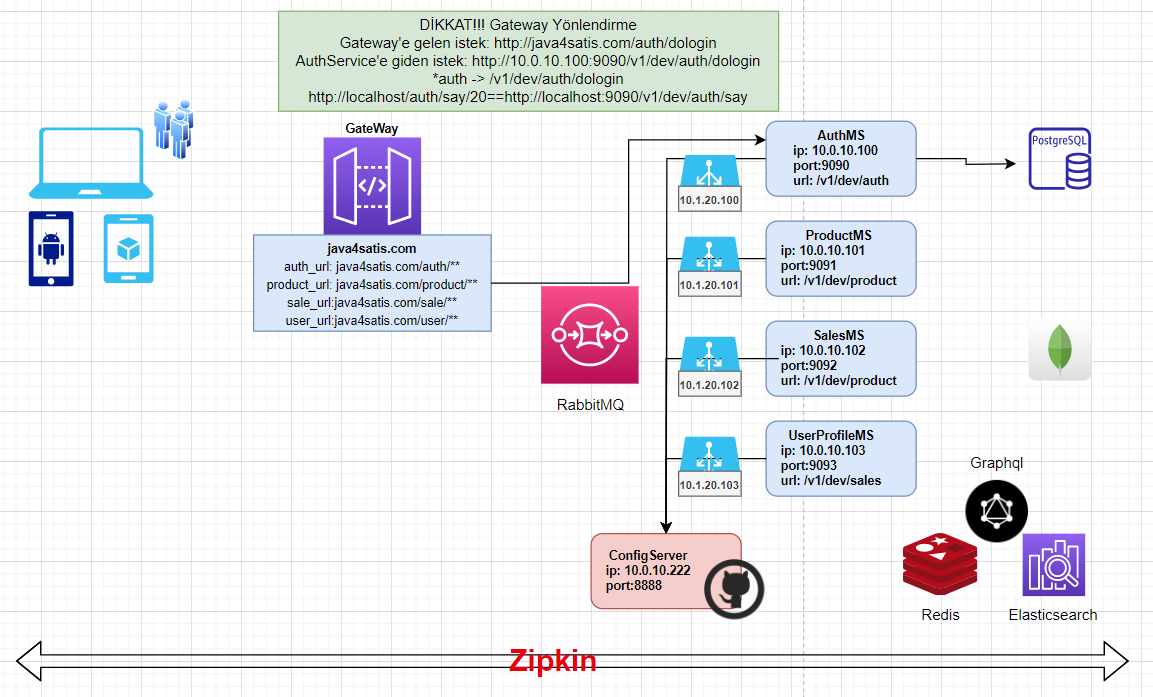 DİKKAT!!! Gateway Yönlendirme
Gateway'e gelen istek: http://java4satis.com/auth/dologin
AuthService'e giden istek: http://10.0.10.100:9090/v1/dev/auth/dologin
*auth -> /v1/dev/auth/dologin
http://localhost/auth/say/20==http://localhost:9090/v1/dev/auth/say
GateWay
java4satis.com
auth_url: java4satis.com/auth/**
product_url: java4satis.com/product/**
sale_url:java4satis.com/sale/**
user_url:java4satis.com/user/**
RabbitMQ
10.1.20.100
10.1.20.101
10.1.20.102
10.1.20.103
AuthMS
ip: 10.0.10.100
port:9090
url: /v1/dev/auth
ProductMS
ip: 10.0.10.101
port:9091
url: /v1/dev/product
SalesMS
ip: 10.0.10.102
port:9092
url: /v1/dev/product
UserProfileMS
ip: 10.0.10.103
port:9093
url: /v1/dev/sales
PostgreSQL
Graphql
Redis
Elasticsearch
ConfigServer
ip: 10.0.10.222
port:8888
Zipkin